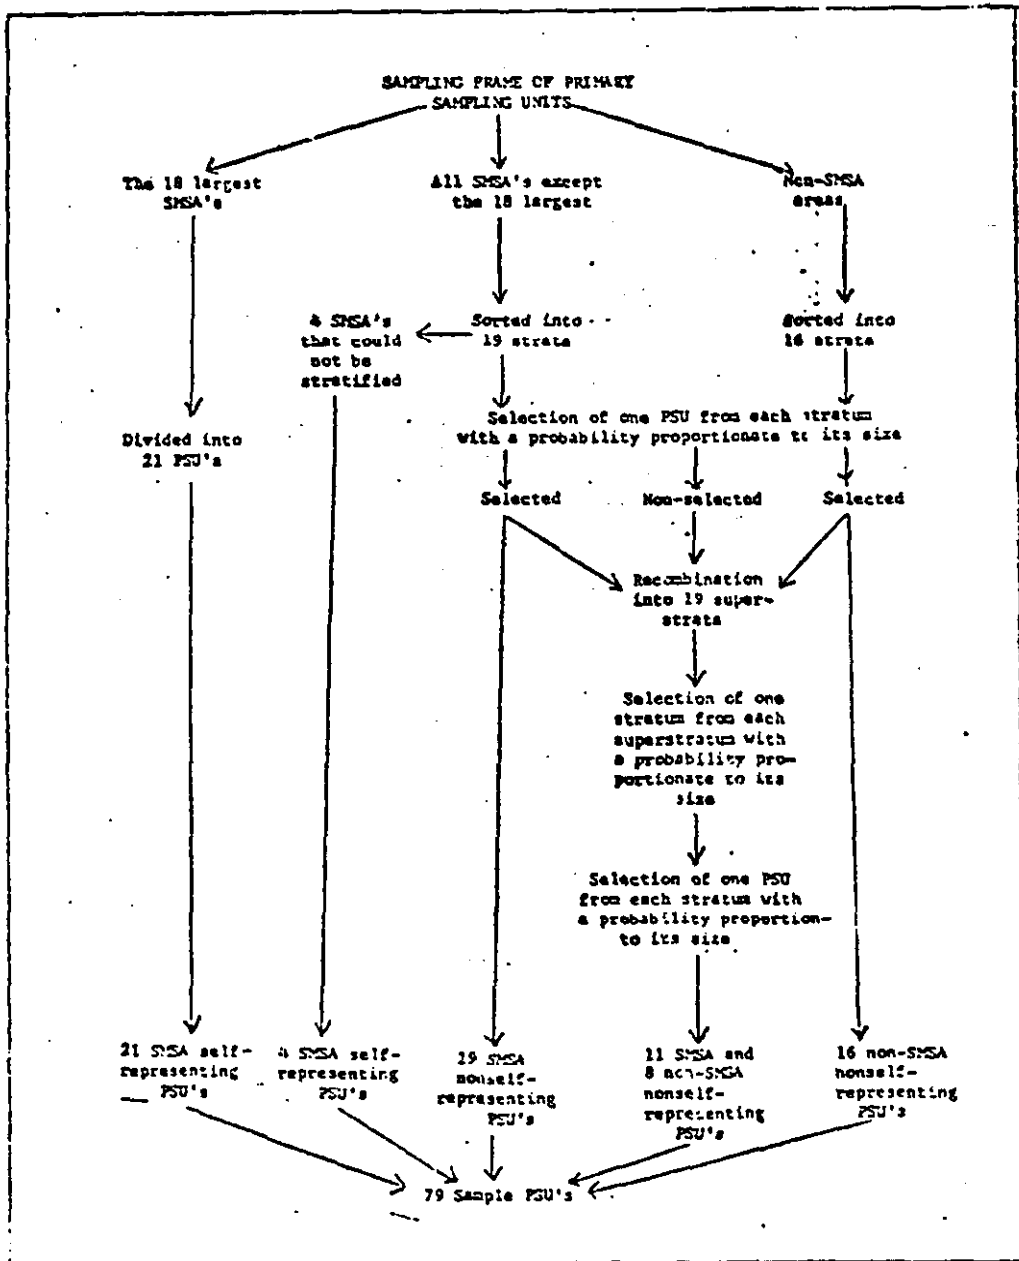 SAMPLING FRAME OF PRIMARY
SAMPLING UNITS
The 18 largest
SMSA's
All SMSA's except
the 18 largest
Non-SMSA
areas
4 SMSA's
that could
not be
stratified
Sorted into
19 strata
Sorted into
16 strata
Divided into
21 PSU's
Selection of one PSU from each stratum
with a probability proportionate to its size
Selected
Non-selected
Selected
Recombination
into 19 super-
strata
Selection of one
stratum from each
superstratum with
a probability pro-
portionate to its
size
Selection of one PSU
from each stratum with
a probability proportion-
to its size
21 SMSA self-
representing
PSU's
4 SMSA self-
representing
PSU's
19 SMSA
nonself-
representing
PSU's
11 SMSA and
8 non-SMSA
nonself-
representing
PSU's
16 non-SMSA
nonself-
representing
PSU's
79 Sample PSU's